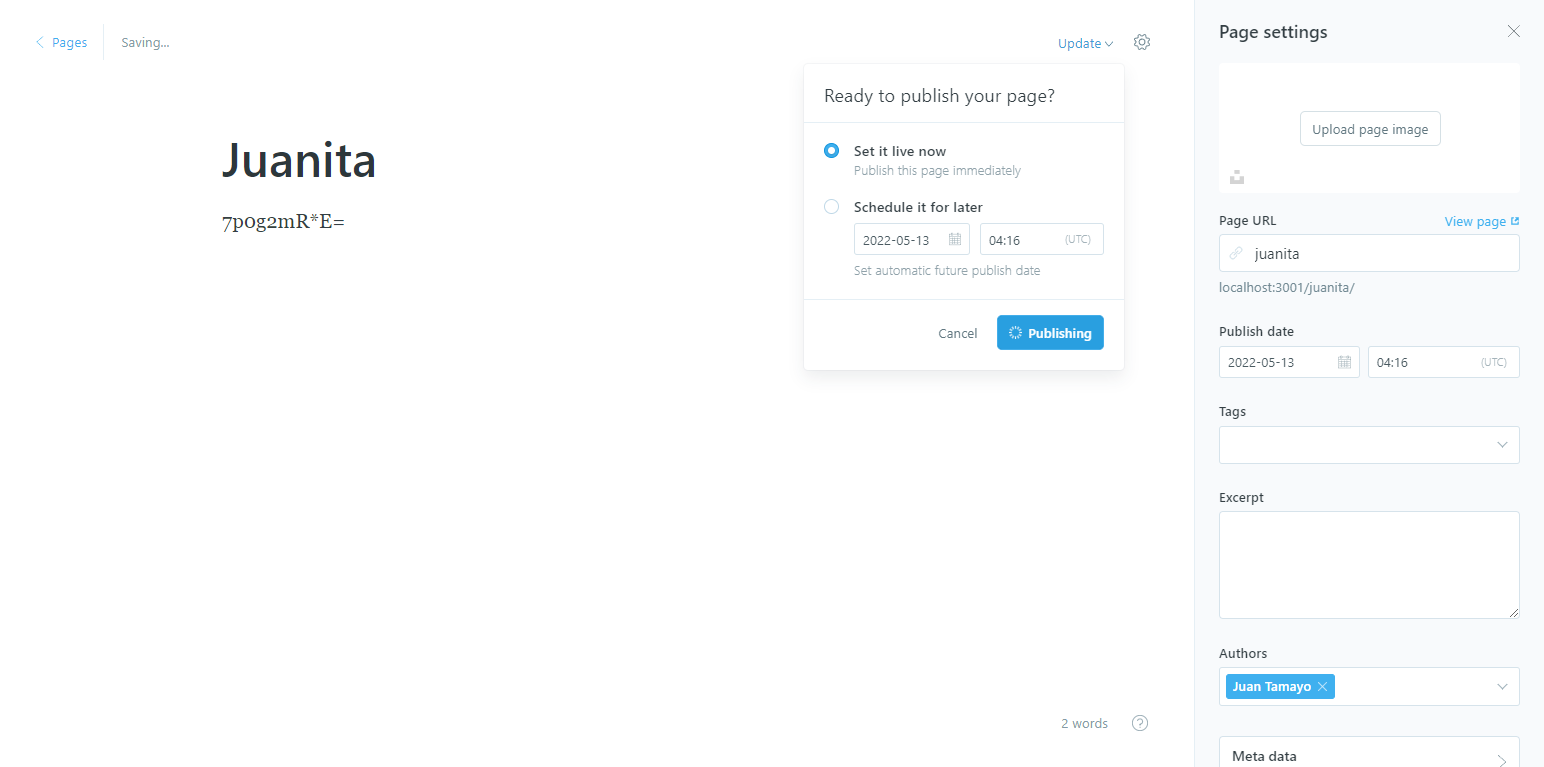 Pages
Saving...
Update
Juanita
7p0g2mR*E=
Ready to publish your page?
Set it live now
Publish this page immediately
Schedule it for later
2022-05-13
04:16
(UTC)
Set automatic future publish date
Cancel
Publishing
2 words
?
Page settings
Upload page image
Page URL
View page
juanita
localhost:3001/juanita/
Publish date
2022-05-13
04:16
(UTC)
Tags
Excerpt
Authors
Juan Tamayo
Meta data